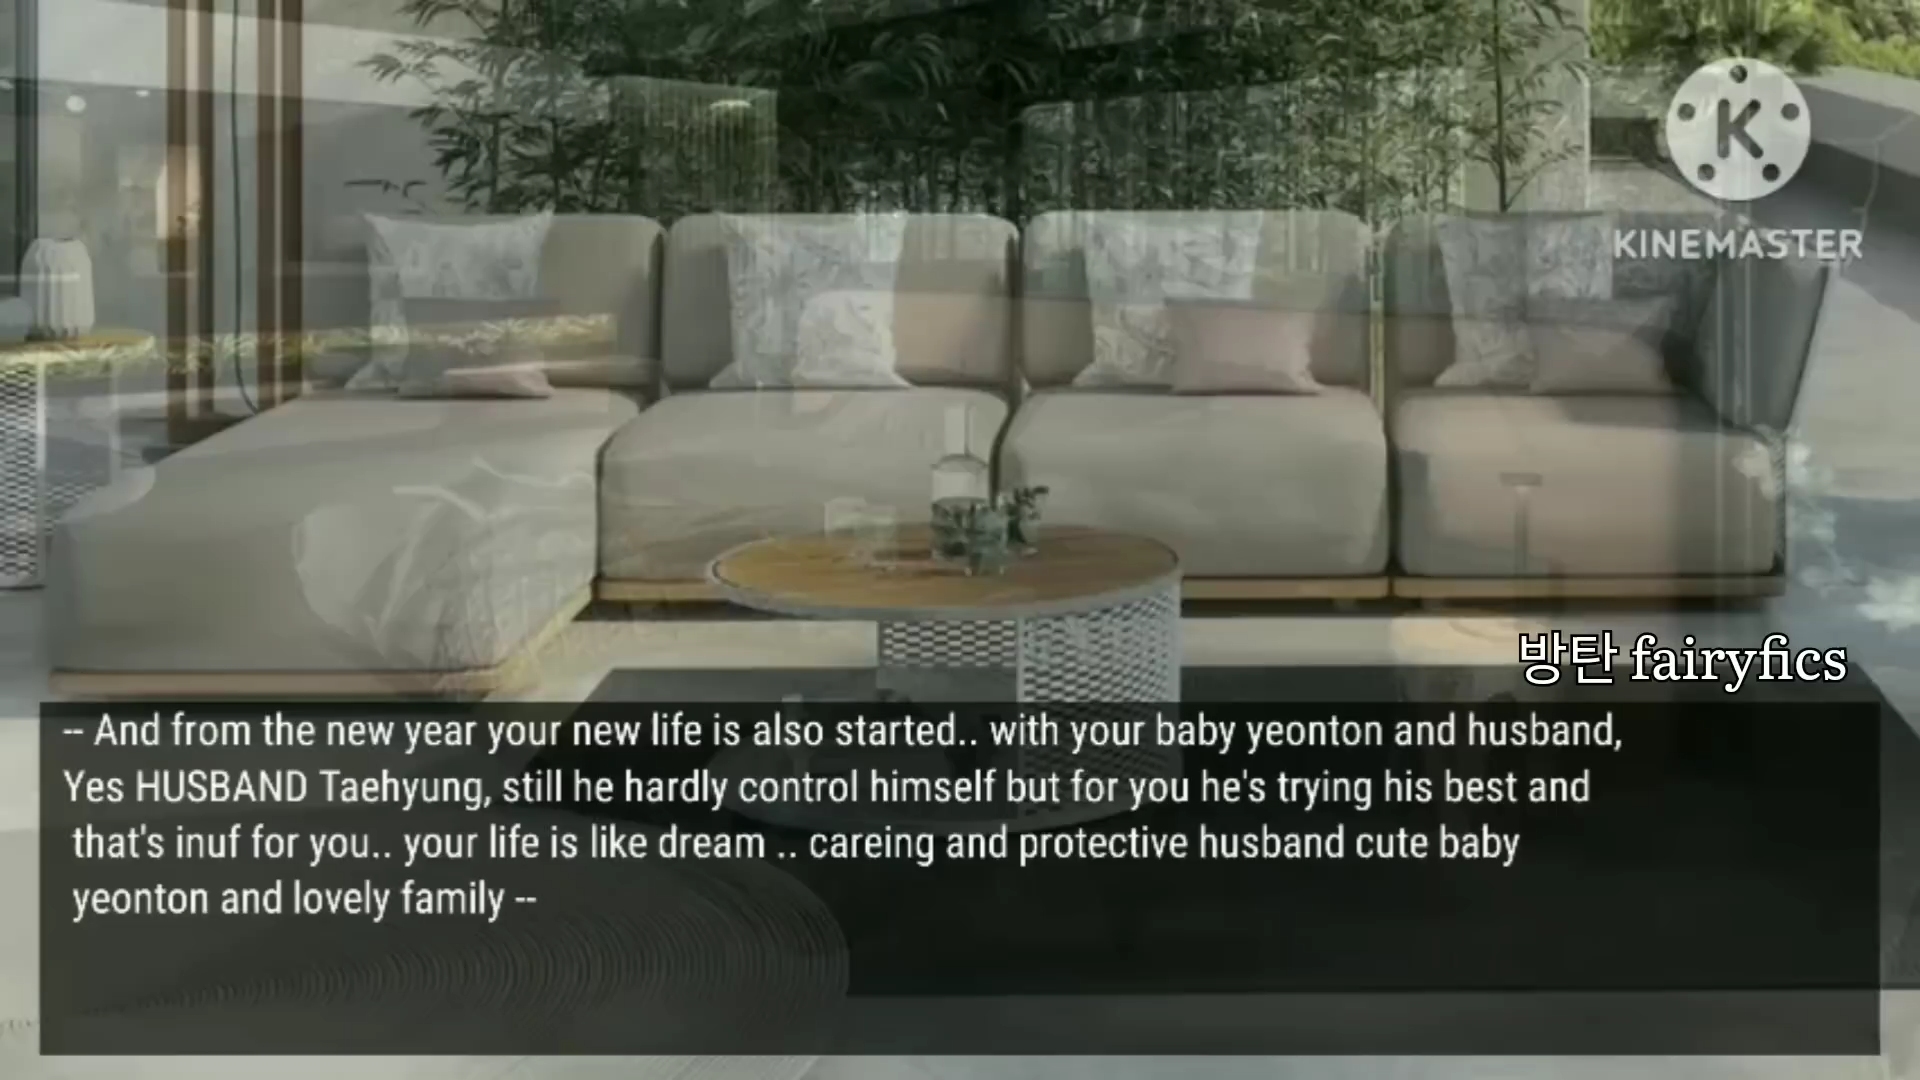 K
KINEMASTER
방탄 fairyfics
-- And from the new year your new life is also started.. with your baby yeonton and husband,
Yes HUSBAND Taehyung, still he hardly control himself but for you he's trying his best and
that's inuf for you.. your life is like dream .. careing and protective husband cute baby
yeonton and lovely family --